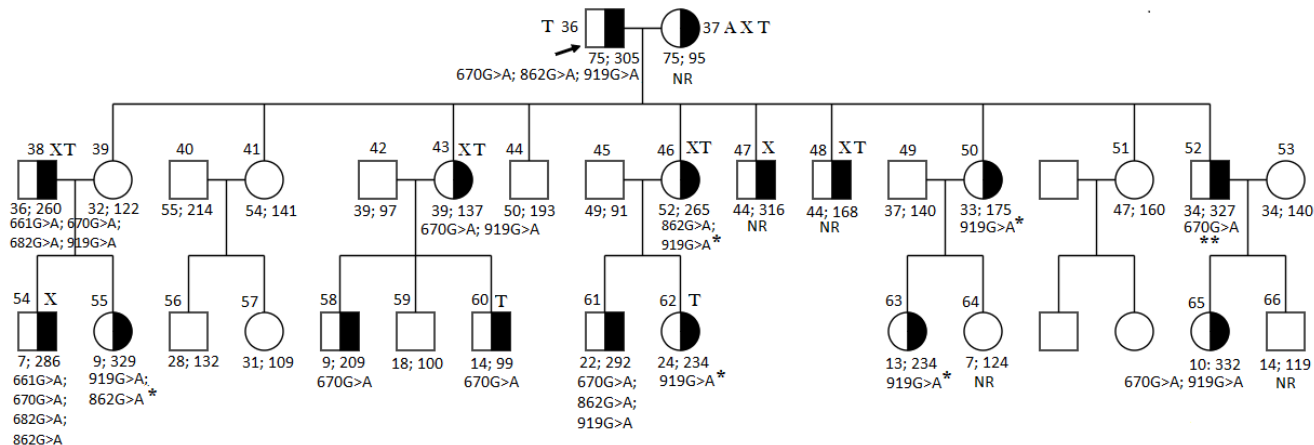 T 36 37 A X T
75; 305 75; 95
670G>A; 862G>A; 919G>A NR
38 XT 39 40 41 42 43 XT 44 45 46 XT 47 X 48 XT 49 50 51 52 53
36; 260 32; 122 55; 214 54; 141 39; 97 39; 137 50; 193 49; 91 52; 265 44; 316 44; 168 37; 140 33; 175 47; 160 34; 327 34; 140
661G>A; 670G>A; 670G>A; 919G>A 862G>A; NR NR 919G>A* 670G>A
682G>A; 919G>A 919G>A* **
54 X 55 56 57 58 59 60 T 61 62 T 63 64 65 66
7; 286 9; 329 28; 132 31; 109 9; 209 18; 100 14; 99 22; 292 24; 234 13; 234 7; 124 10: 332 14; 119
661G>A; 919G>A; 670G>A 670G>A 670G>A; 919G>A* 919G>A* NR 670G>A; 919G>A NR
670G>A; 862G>A* 862G>A;
682G>A; 919G>A
862G>A